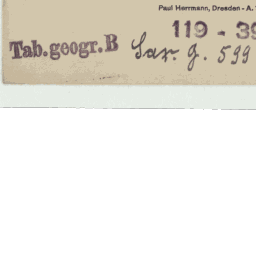 Paul Herrmann, Dresden - A.
119 - 39
Tab.geogr.B Sax. G. 599